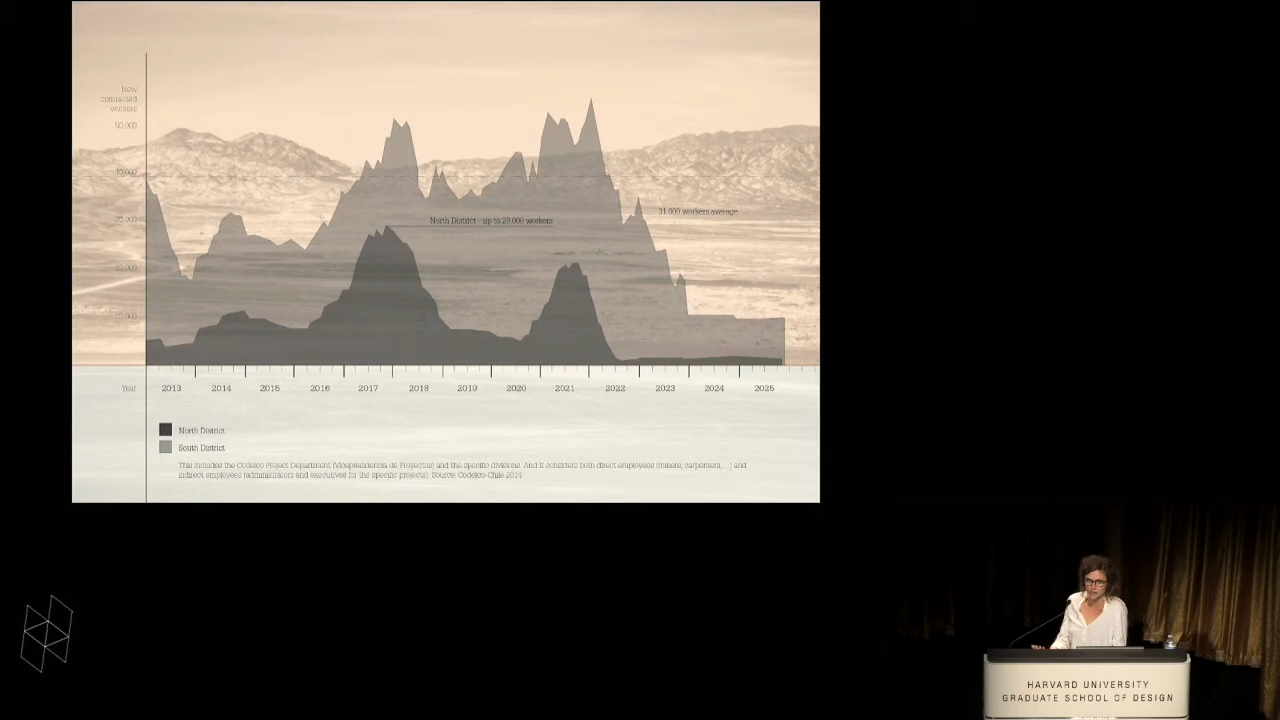 New
contracted
workers
50.000
40.000
30.000
20.000
10.000
North District - up to 29.000 workers
31.000 workers average
Year
2013
2014
2015
2016
2017
2018
2019
2020
2021
2022
2023
2024
2025
North District
South District
This includes the Codelco Project Department (Vicepresidencia de Proyectos) and the specific divisions. And it considers both direct employees (miners, carpenters, ...) and
indirect employees (administrators and executives for the specific projects). Source: Codelco-Chile 2014
HARVARD UNIVERSITY
GRADUATE SCHOOL OF DESIGN